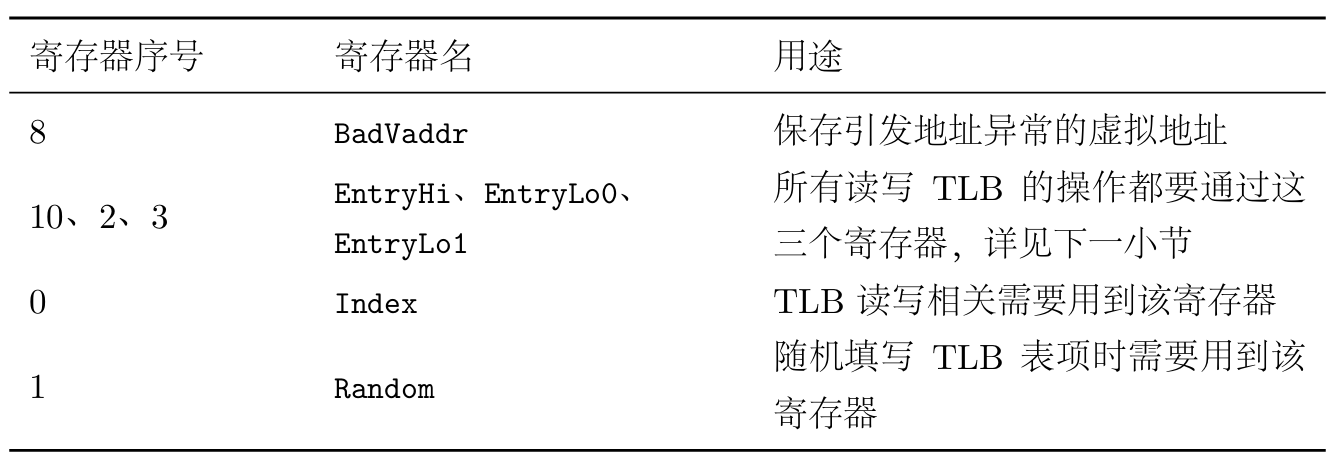 寄存器序号 寄存器名 用途
8 BadVaddr 保存引发地址异常的虚拟地址
10、2、3 EntryHi、EntryLo0、 所有读写 TLB 的操作都要通过这
EntryLo1 三个寄存器，详见下一小节
0 Index TLB 读写相关需要用到该寄存器
1 Random 随机填写 TLB 表项时需要用到该
寄存器